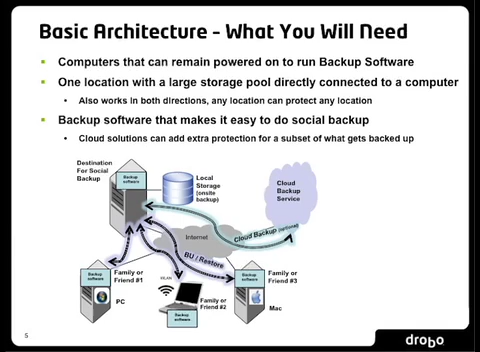 Basic Architecture – What You Will Need
Computers that can remain powered on to run Backup Software
One location with a large storage pool directly connected to a computer
Also works in both directions, any location can protect any location
Backup software that makes it easy to do social backup
Cloud solutions can add extra protection for a subset of what gets backed up
Destination
For Social
Backup
Backup
software
Local
Storage
(onsite
backup)
Cloud
Backup
Service
Internet
Cloud Backup (optional)
BU / Restore
Backup
software
Family or
Friend #1
PC
WLAN
Family or
Friend #2
Backup
software
Backup
software
Family or
Friend #3
Mac
5
drobo